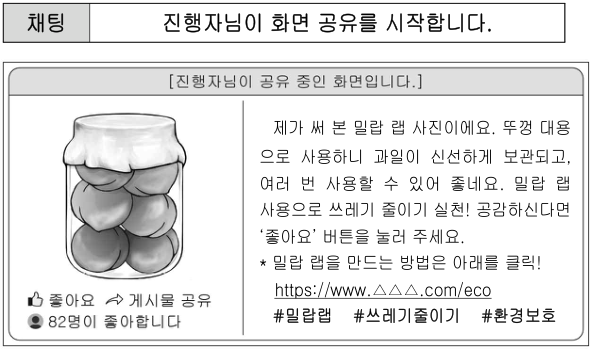 채팅 진행자님이 화면 공유를 시작합니다.
[진행자님이 공유 중인 화면입니다.]
제가 써 본 밀랍 랩 사진이에요. 뚜껑 대용
으로 사용하니 과일이 신선하게 보관되고,
여러 번 사용할 수 있어 좋네요. 밀랍 랩
사용으로 쓰레기 줄이기 실천! 공감하신다면
‘좋아요’ 버튼을 눌러 주세요.
* 밀랍 랩을 만드는 방법은 아래를 클릭!
https://www.△△△.com/eco
#밀랍랩 #쓰레기줄이기 #환경보호
좋아요 게시물 공유
82명이 좋아합니다